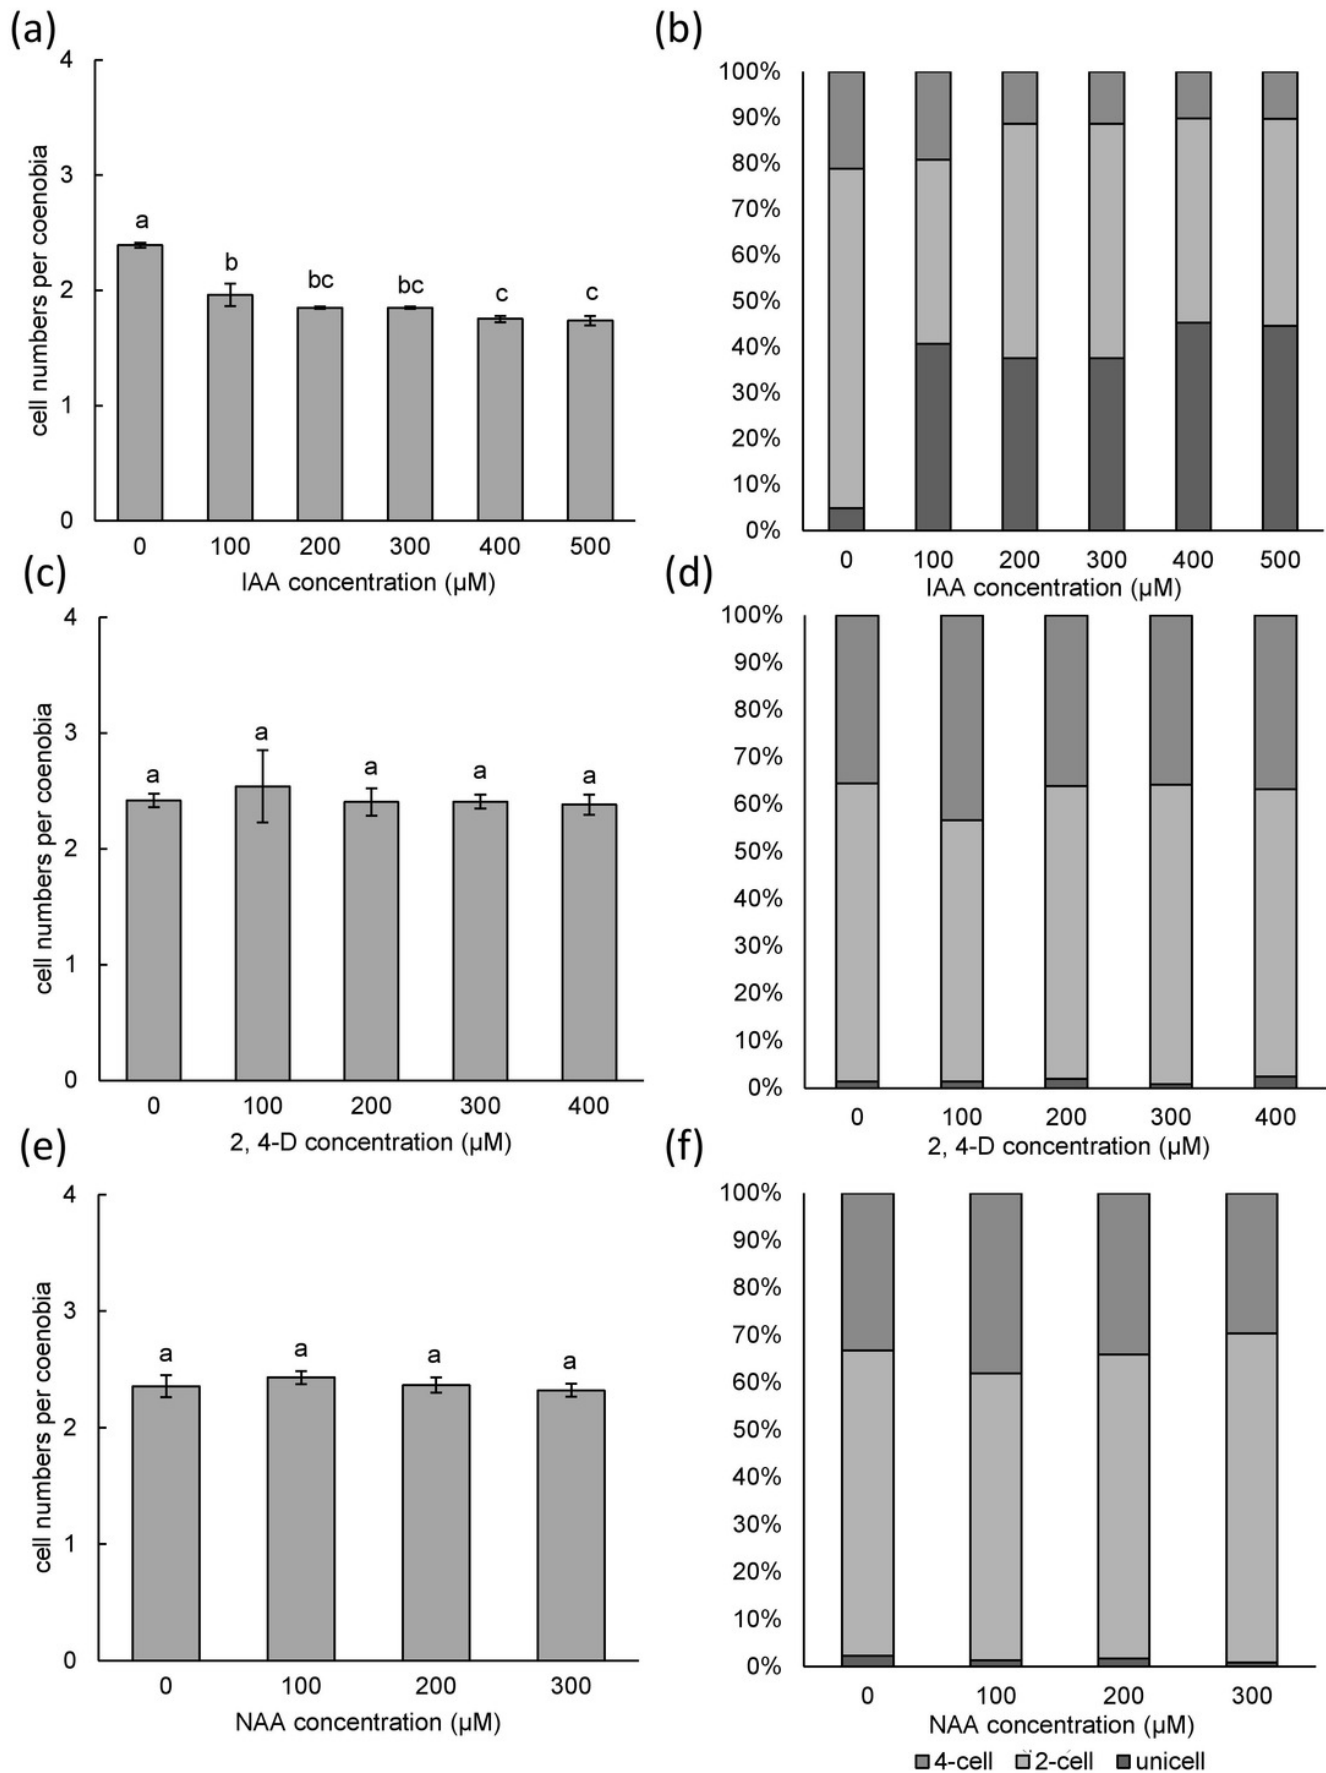 (a)
4
3
2
1
0
cell numbers per coenobia
a
b
bc
bc
c
c
0 100 200 300 400 500
IAA concentration (µM)
(b)
100%
90%
80%
70%
60%
50%
40%
30%
20%
10%
0%
0 100 200 300 400 500
IAA concentration (µM)
(c)
4
3
2
1
0
cell numbers per coenobia
a
a
a
a
a
0 100 200 300 400
2, 4-D concentration (µM)
(d)
100%
90%
80%
70%
60%
50%
40%
30%
20%
10%
0%
0 100 200 300 400
2, 4-D concentration (µM)
(e)
4
3
2
1
0
cell numbers per coenobia
a
a
a
a
0 100 200 300
NAA concentration (µM)
(f)
100%
90%
80%
70%
60%
50%
40%
30%
20%
10%
0%
0 100 200 300
NAA concentration (µM)
4-cell 2-cell unicell